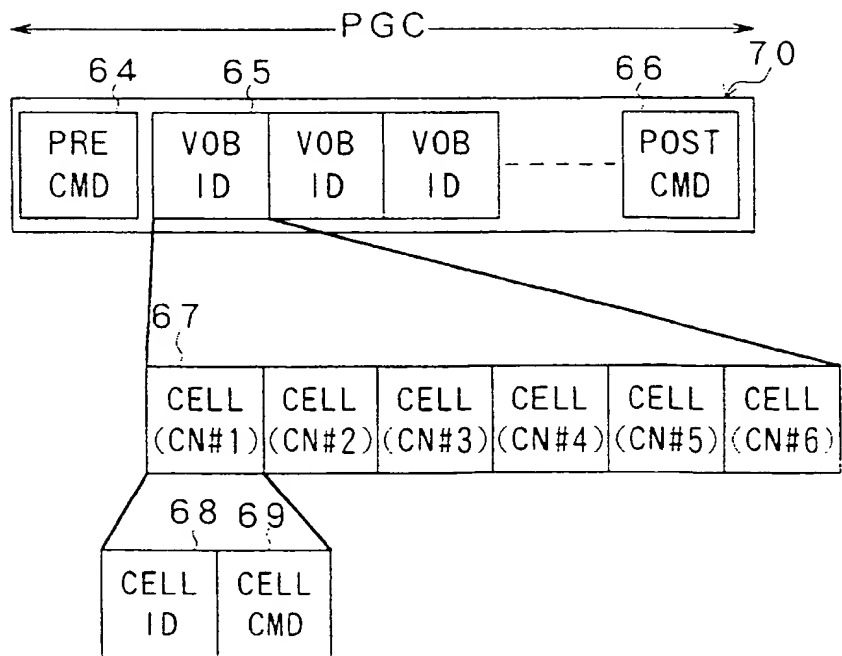 PGC
64 65 66 70
PRE VOB VOB VOB POST
CMD ID ID ID CMD
67
CELL CELL CELL CELL CELL CELL
(CN#1) (CN#2) (CN#3) (CN#4) (CN#5) (CN#6)
68 69
CELL CELL
ID CMD